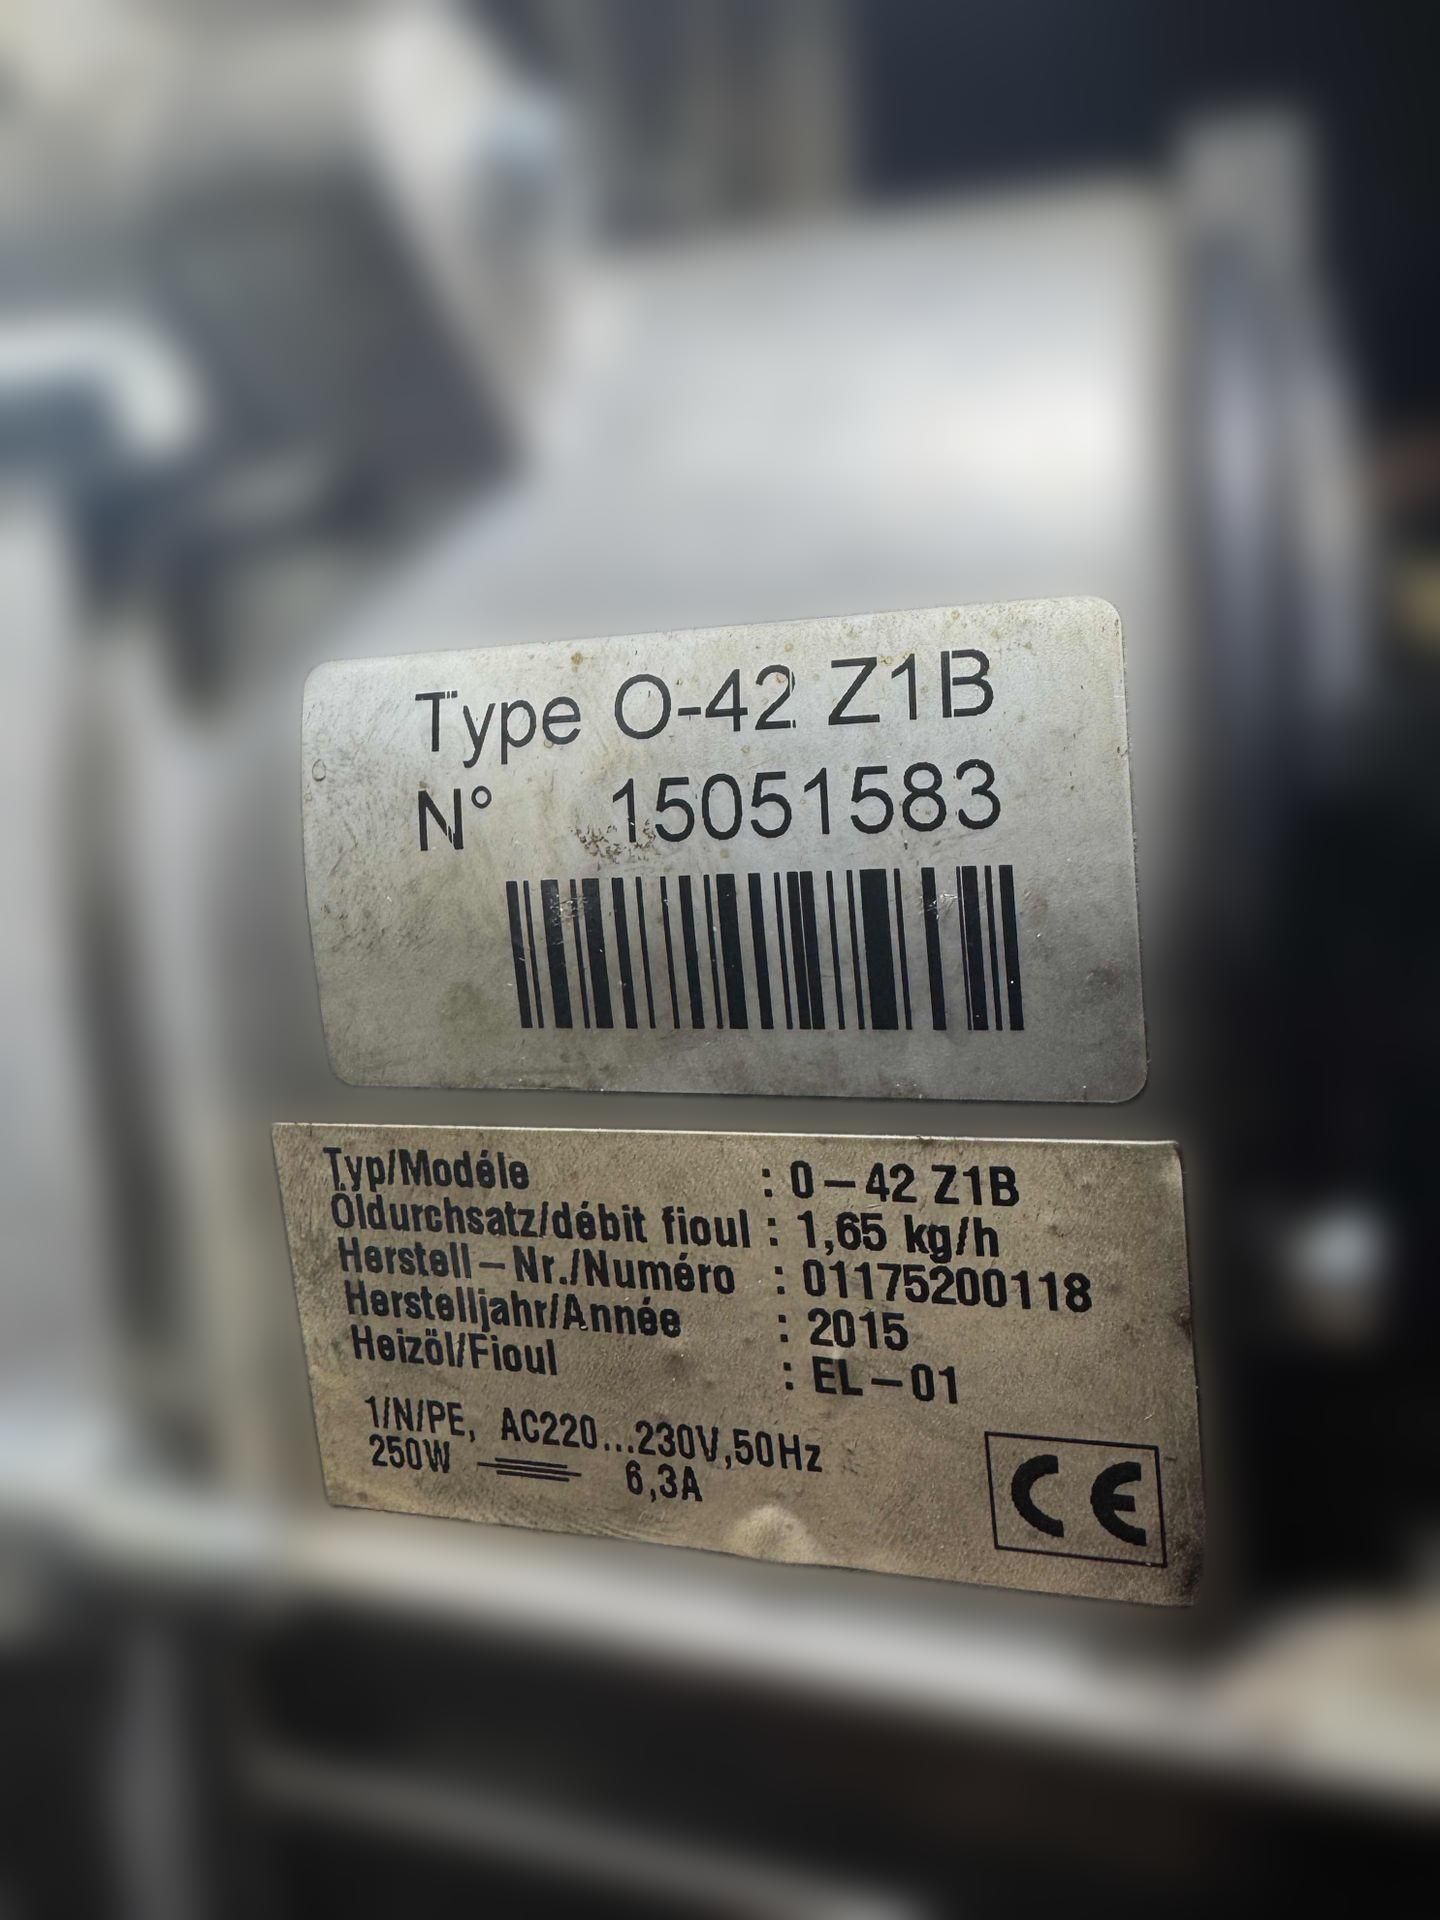 Type O-42 Z1B
N° 15051583
Typ/Modéle : 0-42 Z1B
Öldurchsatz/débit fioul : 1,65 kg/h
Herstell-Nr./Numéro : 01175200118
Herstelljahr/Année : 2015
Heizöl/Fioul : EL-01
1/N/PE, AC220...230V,50Hz
250W 6,3A
CE